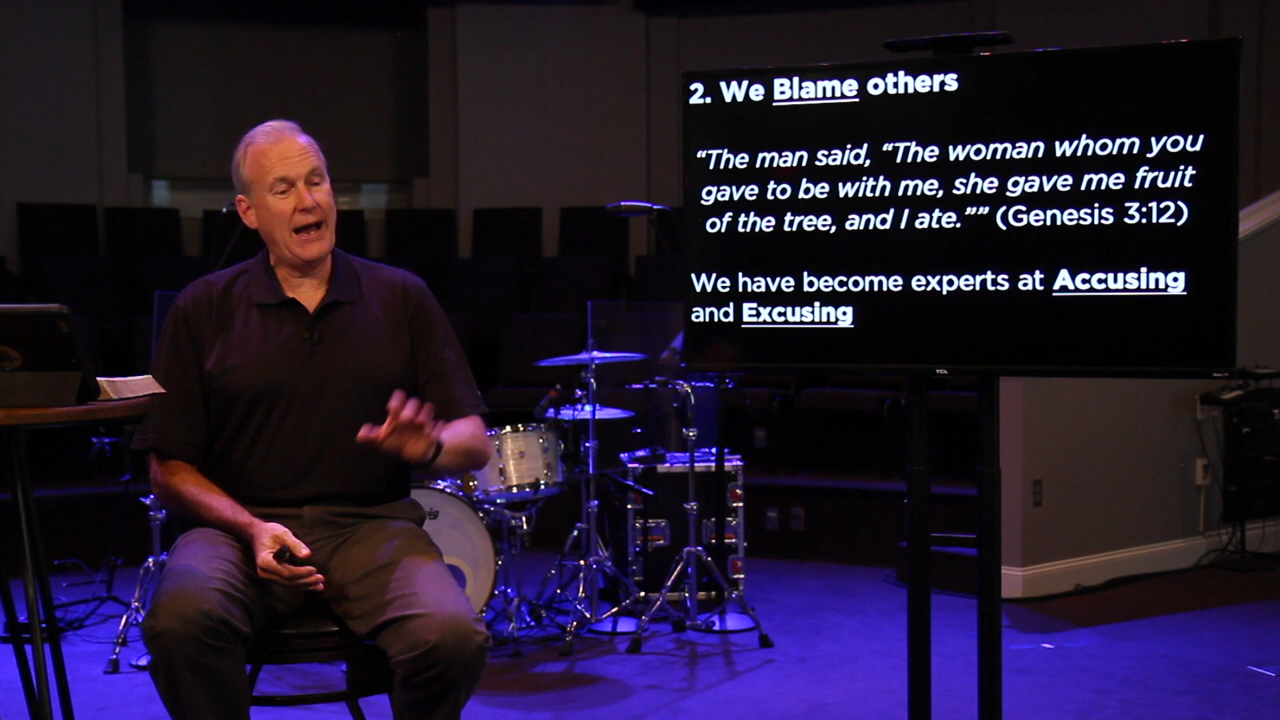 2. We Blame others
“The man said, “The woman whom you
gave to be with me, she gave me fruit
of the tree, and I ate.”” (Genesis 3:12)
We have become experts at Accusing
and Excusing
TCL